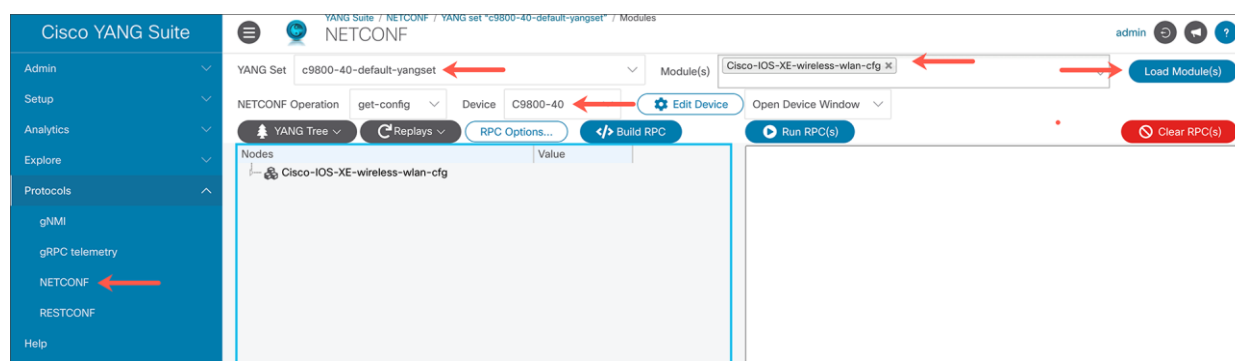 Cisco YANG Suite
YANG Suite / NETCONF / YANG set "c9800-40-default-yangset" / Modules
NETCONF
admin
?
Admin
Setup
Analytics
Explore
Protocols
gNMI
gRPC telemetry
NETCONF
RESTCONF
Help
YANG Set c9800-40-default-yangset Module(s) Cisco-IOS-XE-wireless-wlan-cfg × Load Module(s)
NETCONF Operation get-config Device C9800-40 Edit Device Open Device Window
YANG Tree Replays RPC Options... </> Build RPC Run RPC(s) Clear RPC(s)
Nodes Value
Cisco-IOS-XE-wireless-wlan-cfg